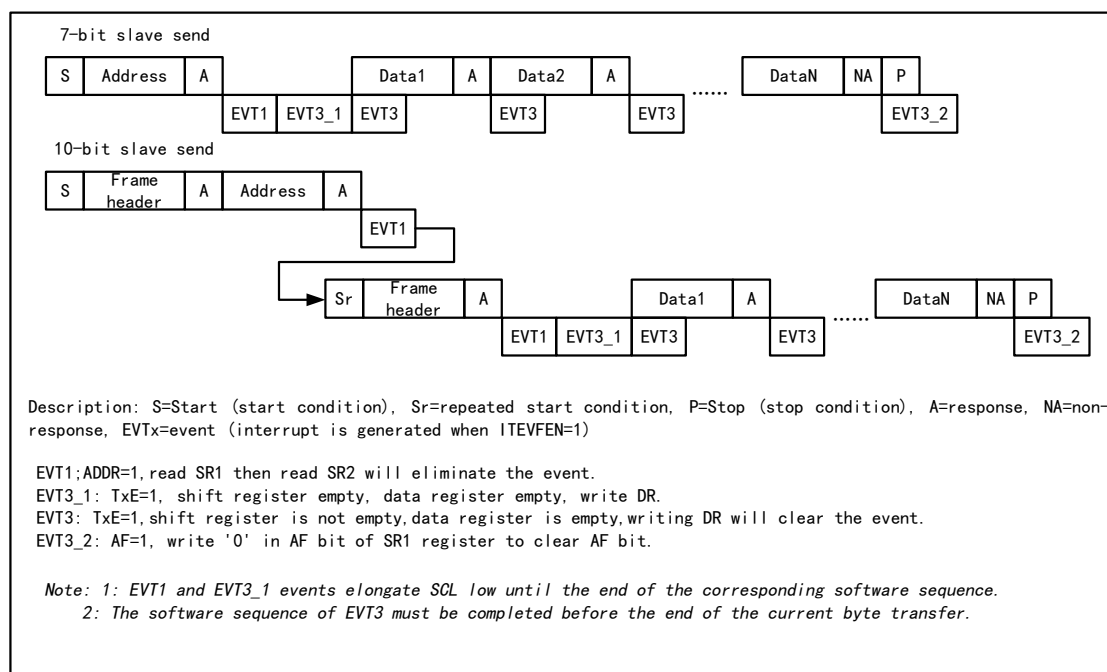 7-bit slave send
S Address A Data1 A Data2 A ...... DataN NA P
EVT1 EVT3_1 EVT3 EVT3 EVT3 EVT3_2
10-bit slave send
S Frame header A Address A
EVT1
Sr Frame header A Data1 A ...... DataN NA P
EVT1 EVT3_1 EVT3 EVT3 EVT3_2
Description: S=Start (start condition), Sr=repeated start condition, P=Stop (stop condition), A=response, NA=non-
response, EVTx=event (interrupt is generated when ITEVFEN=1)
EVT1;ADDR=1,read SR1 then read SR2 will eliminate the event.
EVT3_1: TxE=1, shift register empty, data register empty, write DR.
EVT3: TxE=1,shift register is not empty,data register is empty,writing DR will clear the event.
EVT3_2: AF=1, write '0' in AF bit of SR1 register to clear AF bit.
Note: 1: EVT1 and EVT3_1 events elongate SCL low until the end of the corresponding software sequence.
2: The software sequence of EVT3 must be completed before the end of the current byte transfer.